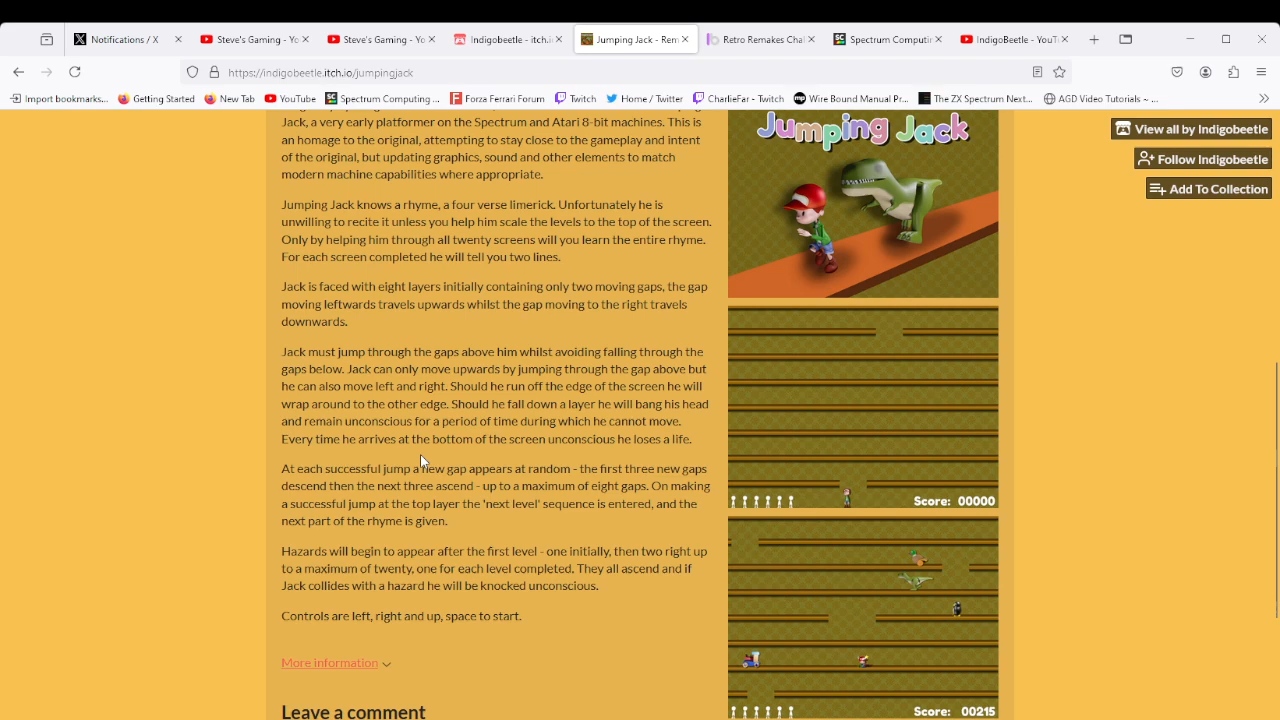 Notifications / X
Steve's Gaming - Yo
Steve's Gaming - Yo
Indigobeetle - itch.io
Jumping Jack - Rem
Retro Remakes Chal
Spectrum Computin
IndigoBeetle - YouT
https://indigobeetle.itch.io/jumpingjack
Import bookmarks...
Getting Started
New Tab
YouTube
Spectrum Computing ...
Forza Ferrari Forum
Twitch
Home / Twitter
CharlieFar - Twitch
Wire Bound Manual Pr...
The ZX Spectrum Next...
AGD Video Tutorials ~ ...
Jack, a very early platformer on the Spectrum and Atari 8-bit machines. This is
an homage to the original, attempting to stay close to the gameplay and intent
of the original, but updating graphics, sound and other elements to match
modern machine capabilities where appropriate.
Jumping Jack knows a rhyme, a four verse limerick. Unfortunately he is
unwilling to recite it unless you help him scale the levels to the top of the screen.
Only by helping him through all twenty screens will you learn the entire rhyme.
For each screen completed he will tell you two lines.
Jack is faced with eight layers initially containing only two moving gaps, the gap
moving leftwards travels upwards whilst the gap moving to the right travels
downwards.
Jack must jump through the gaps above him whilst avoiding falling through the
gaps below. Jack can only move upwards by jumping through the gap above but
he can also move left and right. Should he run off the edge of the screen he will
wrap around to the other edge. Should he fall down a layer he will bang his head
and remain unconscious for a period of time during which he cannot move.
Every time he arrives at the bottom of the screen unconscious he loses a life.
At each successful jump a new gap appears at random - the first three new gaps
descend then the next three ascend - up to a maximum of eight gaps. On making
a successful jump at the top layer the 'next level' sequence is entered, and the
next part of the rhyme is given.
Hazards will begin to appear after the first level - one initially, then two right up
to a maximum of twenty, one for each level completed. They all ascend and if
Jack collides with a hazard he will be knocked unconscious.
Controls are left, right and up, space to start.
More information
Leave a comment
Jumping Jack
Score: 00000
Score: 00215
View all by Indigobeetle
Follow Indigobeetle
Add To Collection